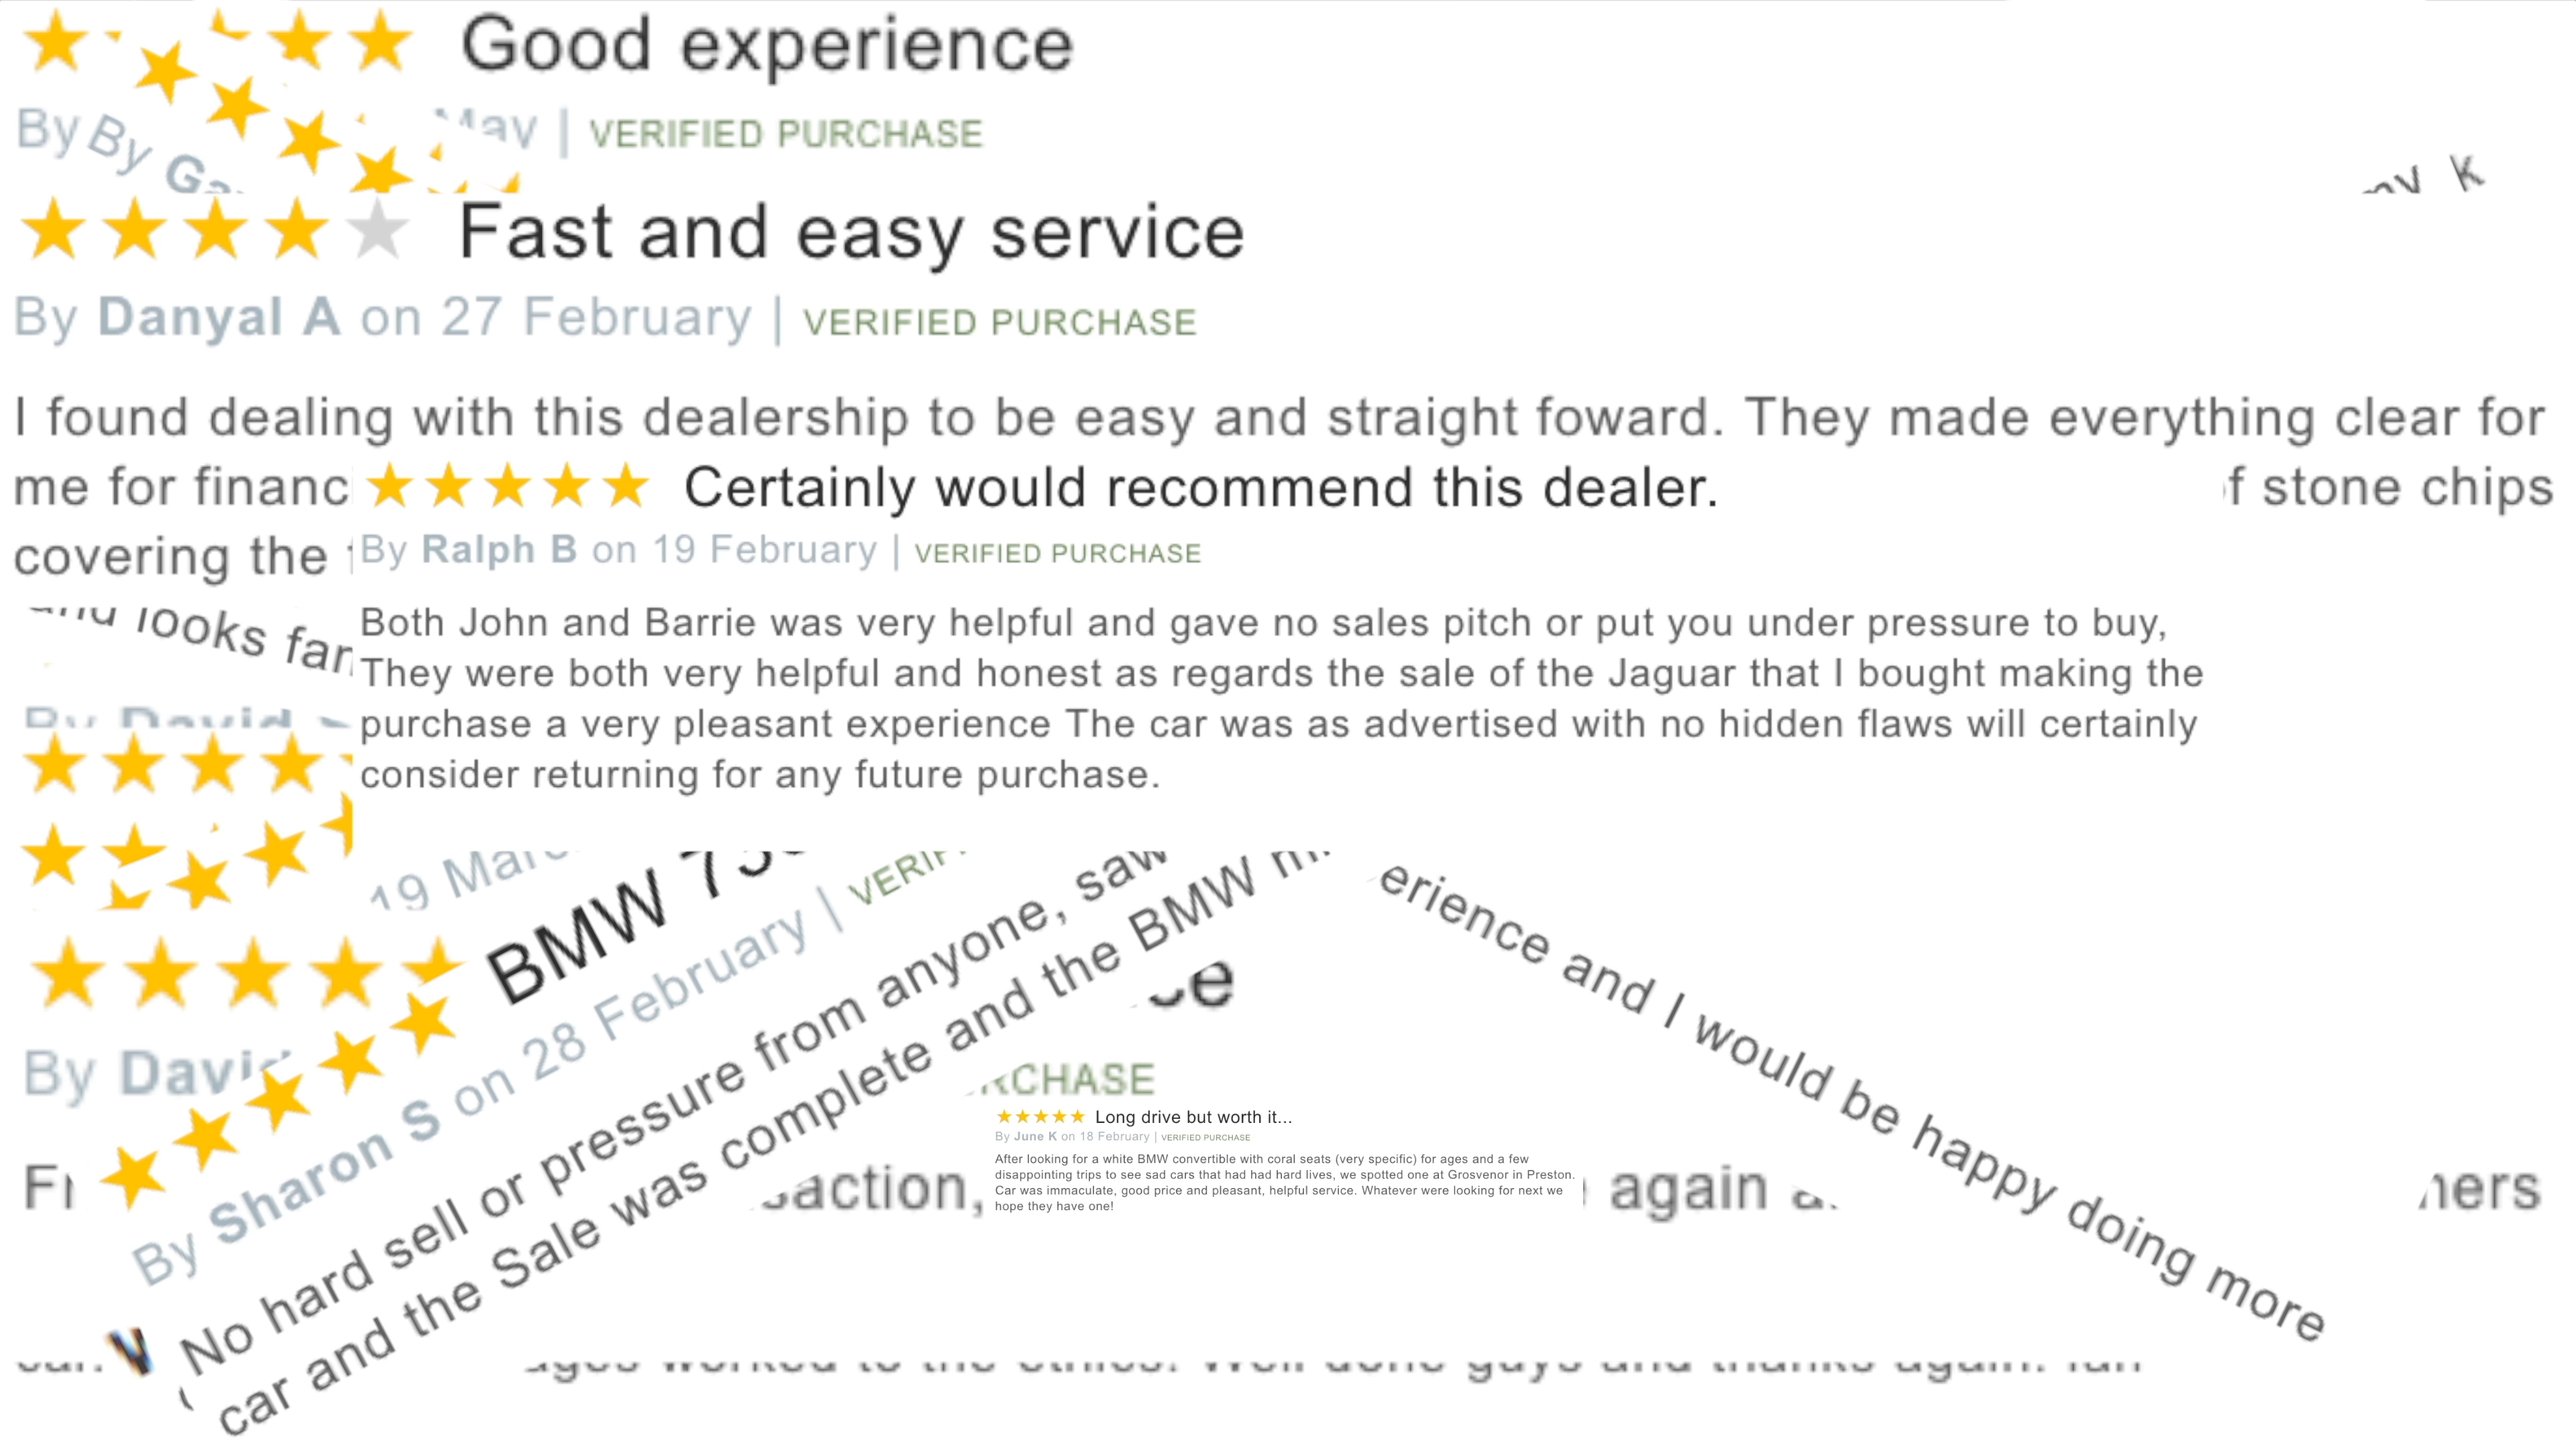 Good experience
By By
VERIFIED PURCHASE
Fast and easy service
By Danyal A on 27 February | VERIFIED PURCHASE
I found dealing with this dealership to be easy and straight foward. They made everything clear for
me for financ
stone chips
covering the
Certainly would recommend this dealer.
By Ralph B on 19 February | VERIFIED PURCHASE
Both John and Barrie was very helpful and gave no sales pitch or put you under pressure to buy,
They were both very helpful and honest as regards the sale of the Jaguar that I bought making the
purchase a very pleasant experience The car was as advertised with no hidden flaws will certainly
consider returning for any future purchase.
looks
By David
19
BMW
By Sharon S on 28 February |
No hard sell or pressure from anyone, saw
car and the Sale was complete and the BMW
erience and I would be happy doing more
By
RCHASE
Long drive but worth it...
By June K on 18 February | VERIFIED PURCHASE
After looking for a white BMW convertible with coral seats (very specific) for ages and a few
disappointing trips to see sad cars that had had hard lives, we spotted one at Grosvenor in Preston.
Car was immaculate, good price and pleasant, helpful service. Whatever were looking for next we
hope they have one!
action,
again